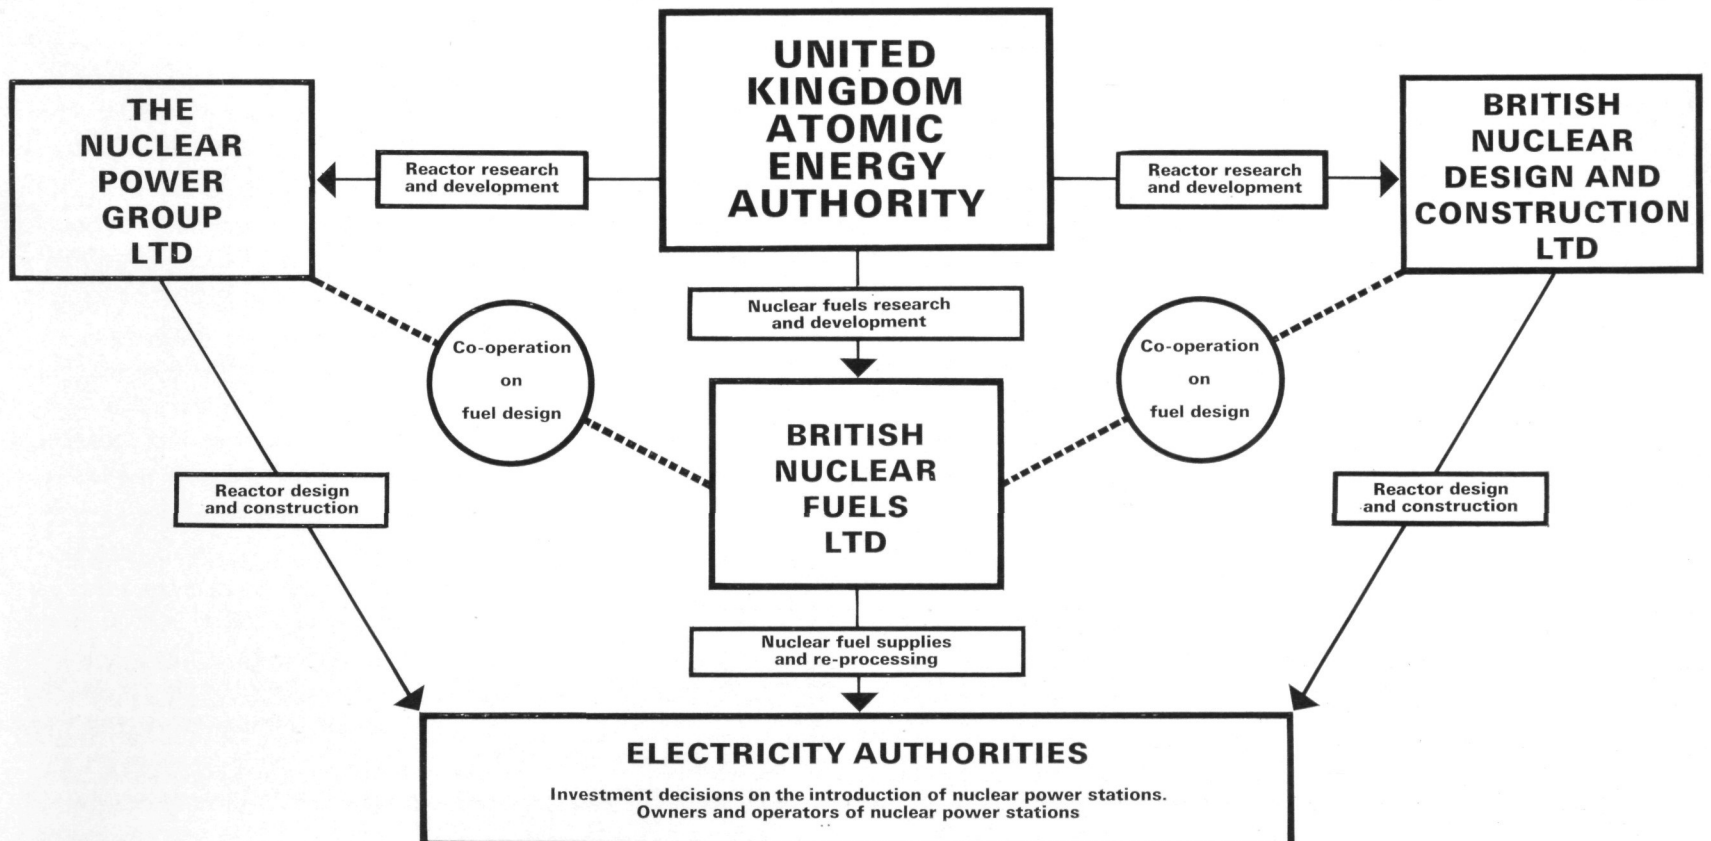 UNITED
KINGDOM
ATOMIC
ENERGY
AUTHORITY
THE
NUCLEAR
POWER
GROUP
LTD
Reactor research
and development
Reactor research
and development
BRITISH
NUCLEAR
DESIGN AND
CONSTRUCTION
LTD
Nuclear fuels research
and development
Co-operation
on
fuel design
Co-operation
on
fuel design
BRITISH
NUCLEAR
FUELS
LTD
Reactor design
and construction
Reactor design
and construction
Nuclear fuel supplies
and re-processing
ELECTRICITY AUTHORITIES
Investment decisions on the introduction of nuclear power stations.
Owners and operators of nuclear power stations